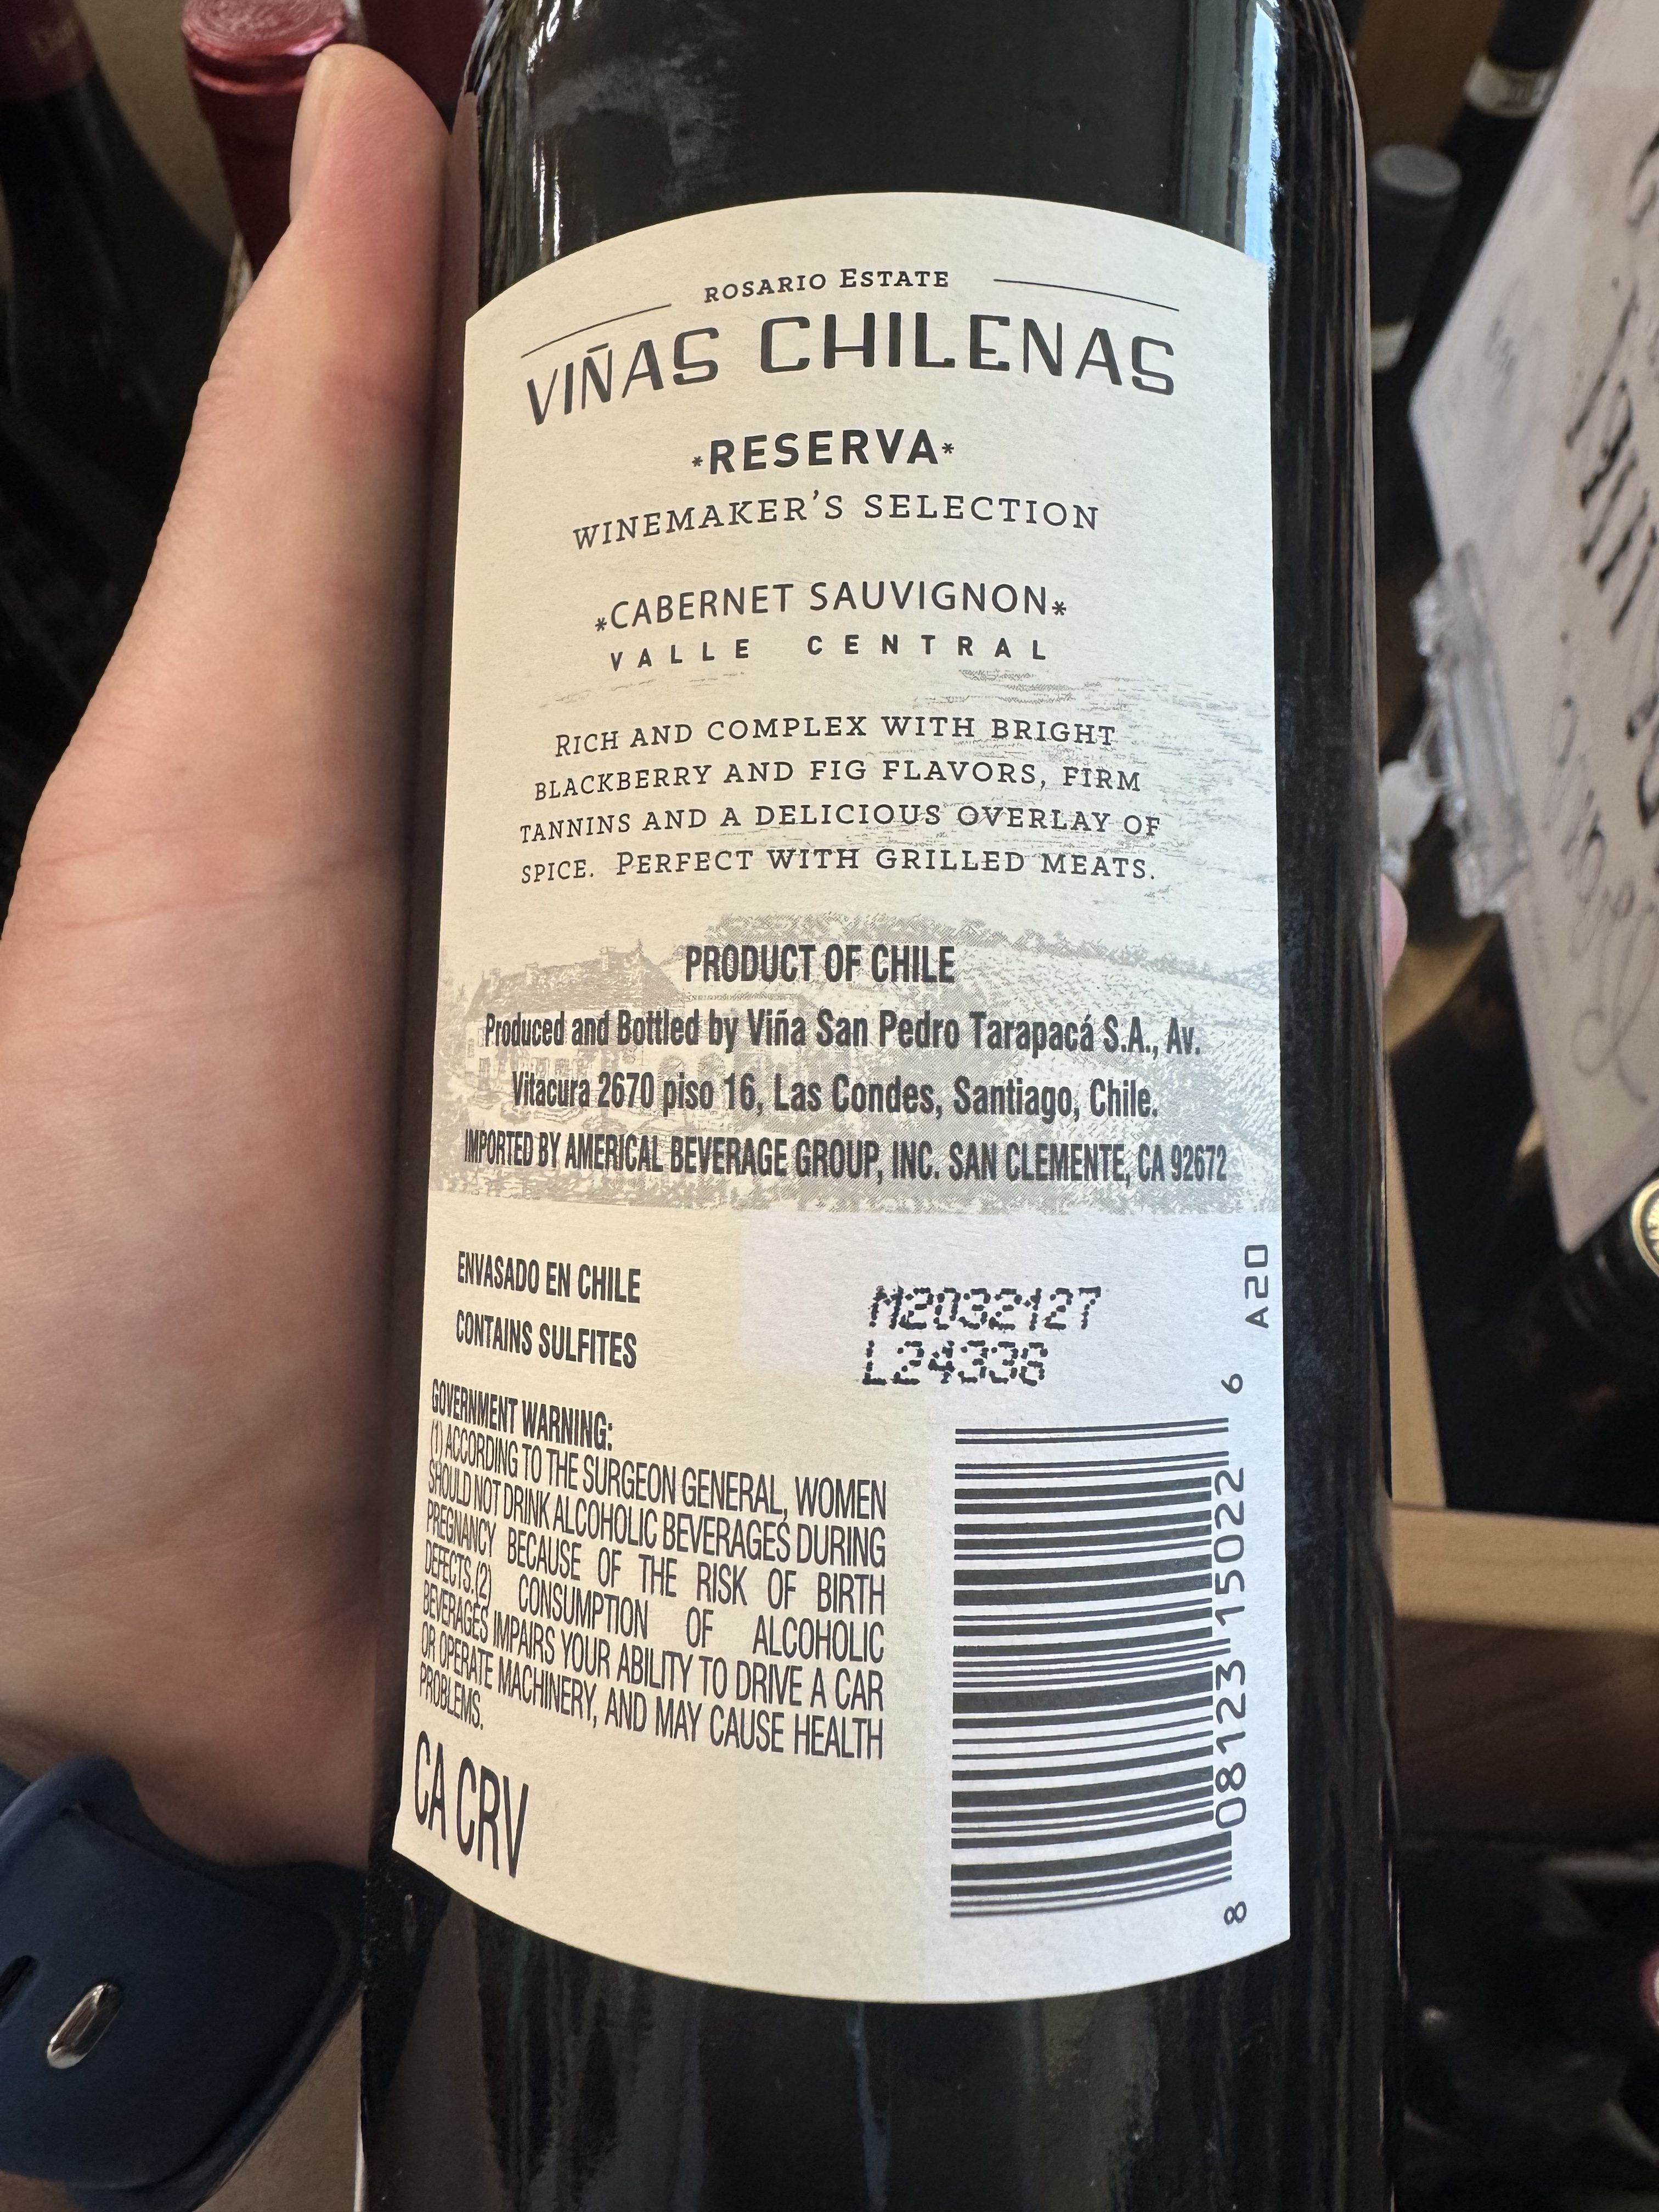 ROSARIO ESTATE
VIÑAS CHILENAS
*RESERVA*
WINEMAKER'S SELECTION
*CABERNET SAUVIGNON*
VALLE CENTRAL
RICH AND COMPLEX WITH BRIGHT
BLACKBERRY AND FIG FLAVORS, FIRM
TANNINS AND A DELICIOUS OVERLAY OF
SPICE. PERFECT WITH GRILLED MEATS.
PRODUCT OF CHILE
Produced and Bottled by Viña San Pedro Tarapacá S.A., Av.
Vitacura 2670 piso 16, Las Condes, Santiago, Chile.
IMPORTED BY AMERICAL BEVERAGE GROUP, INC. SAN CLEMENTE, CA 92672
ENVASADO EN CHILE
CONTAINS SULFITES
M2032127
L24338
A20
GOVERNMENT WARNING:
(1) ACCORDING TO THE SURGEON GENERAL, WOMEN
SHOULD NOT DRINK ALCOHOLIC BEVERAGES DURING
PREGNANCY BECAUSE OF THE RISK OF BIRTH
DEFECTS.(2) CONSUMPTION OF ALCOHOLIC
BEVERAGES IMPAIRS YOUR ABILITY TO DRIVE A CAR
OR OPERATE MACHINERY, AND MAY CAUSE HEALTH
PROBLEMS.
CA CRV
8 08123 15022 6